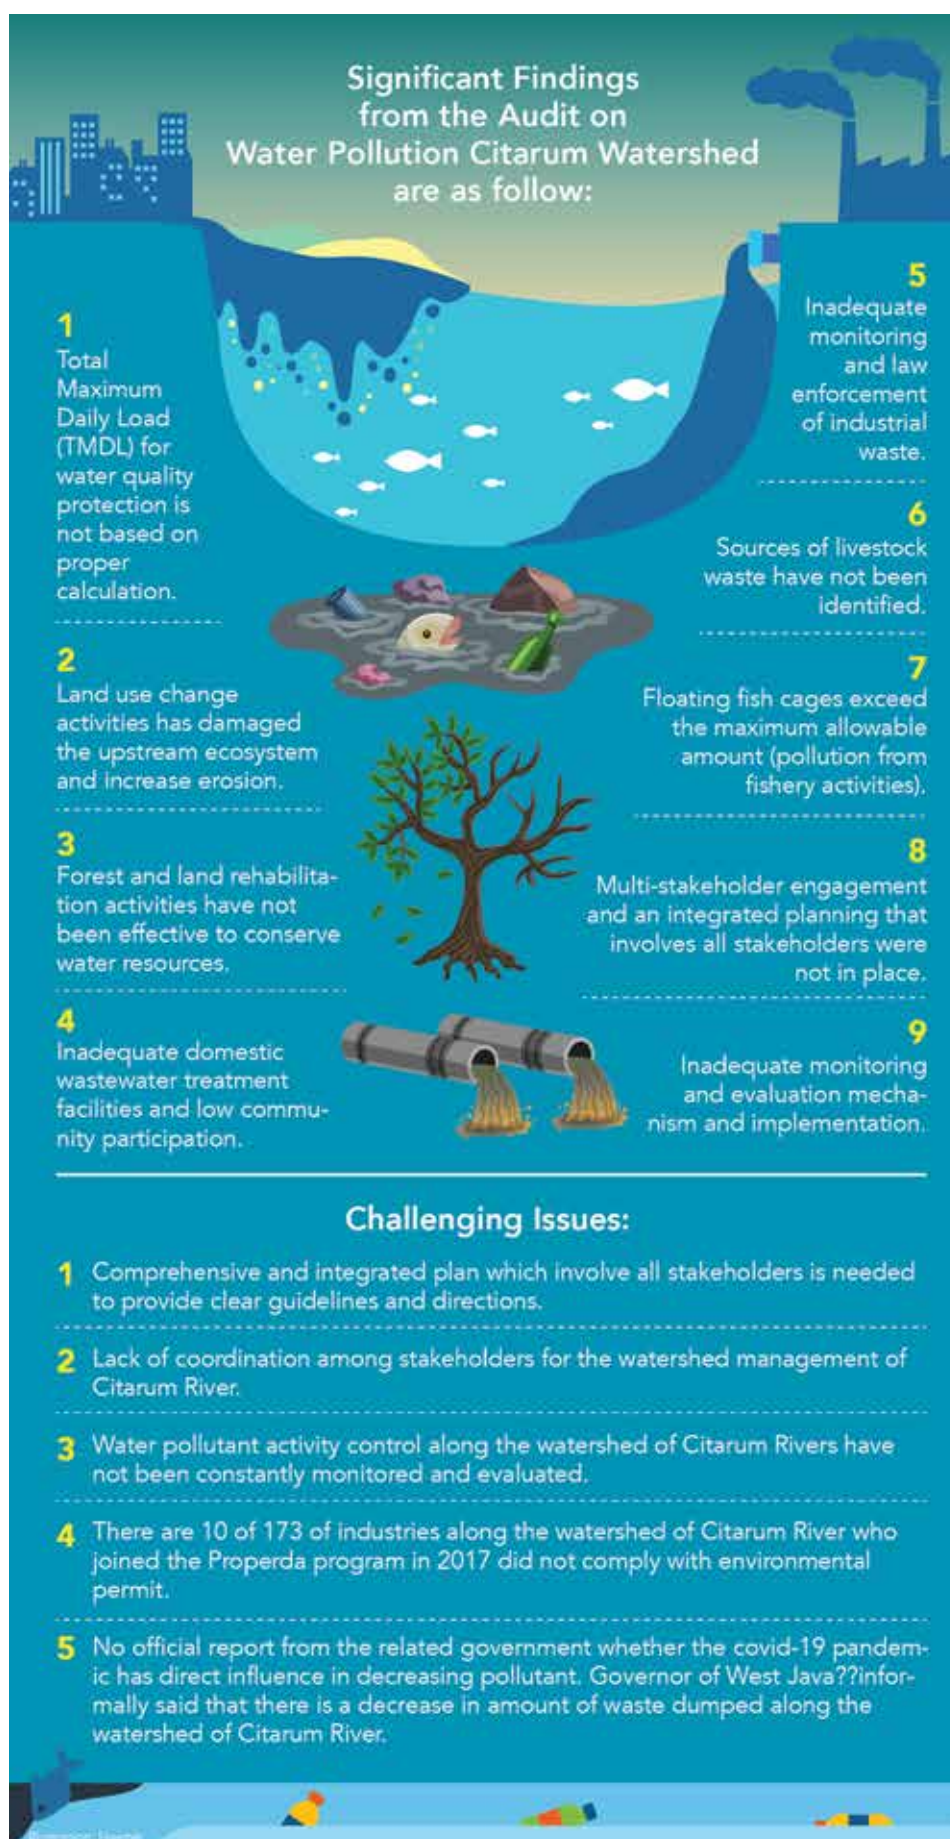 Significant Findings
from the Audit on
Water Pollution Citarum Watershed
are as follow:
1
Total
Maximum
Daily Load
(TMDL) for
water quality
protection is
not based on
proper
calculation.
2
Land use change
activities has damaged
the upstream ecosystem
and increase erosion.
3
Forest and land rehabilita-
tion activities have not
been effective to conserve
water resources.
4
Inadequate domestic
wastewater treatment
facilities and low commu-
nity participation.
5
Inadequate
monitoring
and law
enforcement
of industrial
waste.
6
Sources of livestock
waste have not been
identified.
7
Floating fish cages exceed
the maximum allowable
amount (pollution from
fishery activities).
8
Multi-stakeholder engagement
and an integrated planning that
involves all stakeholders were
not in place.
9
Inadequate monitoring
and evaluation mecha-
nism and implementation.
Challenging Issues:
1 Comprehensive and integrated plan which involve all stakeholders is needed
to provide clear guidelines and directions.
2 Lack of coordination among stakeholders for the watershed management of
Citarum River.
3 Water pollutant activity control along the watershed of Citarum Rivers have
not been constantly monitored and evaluated.
4 There are 10 of 173 of industries along the watershed of Citarum River who
joined the Properda program in 2017 did not comply with environmental
permit.
5 No official report from the related government whether the covid-19 pandem-
ic has direct influence in decreasing pollutant. Governor of West Java??infor-
mally said that there is a decrease in amount of waste dumped along the
watershed of Citarum River.